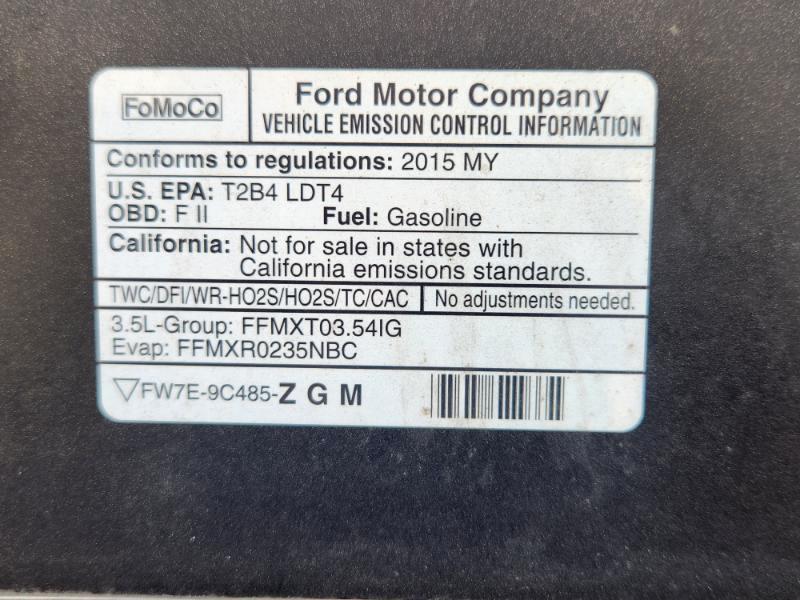 FoMoCo
Ford Motor Company
VEHICLE EMISSION CONTROL INFORMATION
Conforms to regulations: 2015 MY
U.S. EPA: T2B4 LDT4
OBD: F II Fuel: Gasoline
California: Not for sale in states with
California emissions standards.
TWC/DFI/WR-HO2S/HO2S/TC/CAC No adjustments needed.
3.5L-Group: FFMXT03.54IG
Evap: FFMXR0235NBC
▽FW7E-9C485-Z G M